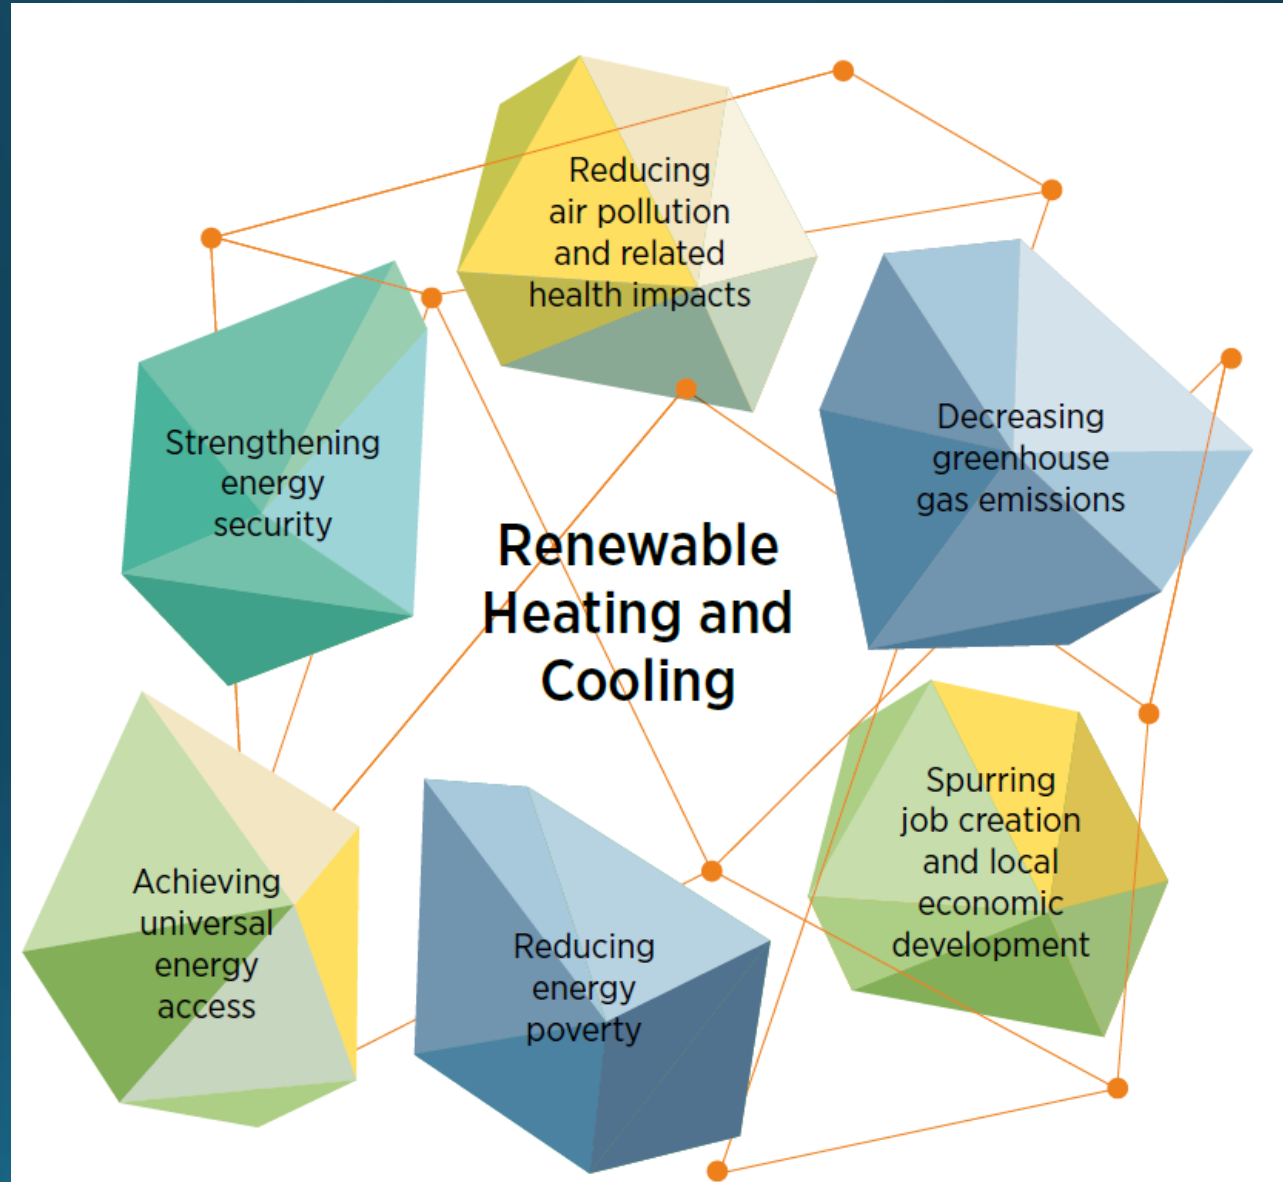 Reducing
air pollution
and related
health impacts
Decreasing
greenhouse
gas emissions
Strengthening
energy
security
Renewable
Heating and
Cooling
Spurring
job creation
and local
economic
development
Achieving
universal
energy
access
Reducing
energy
poverty